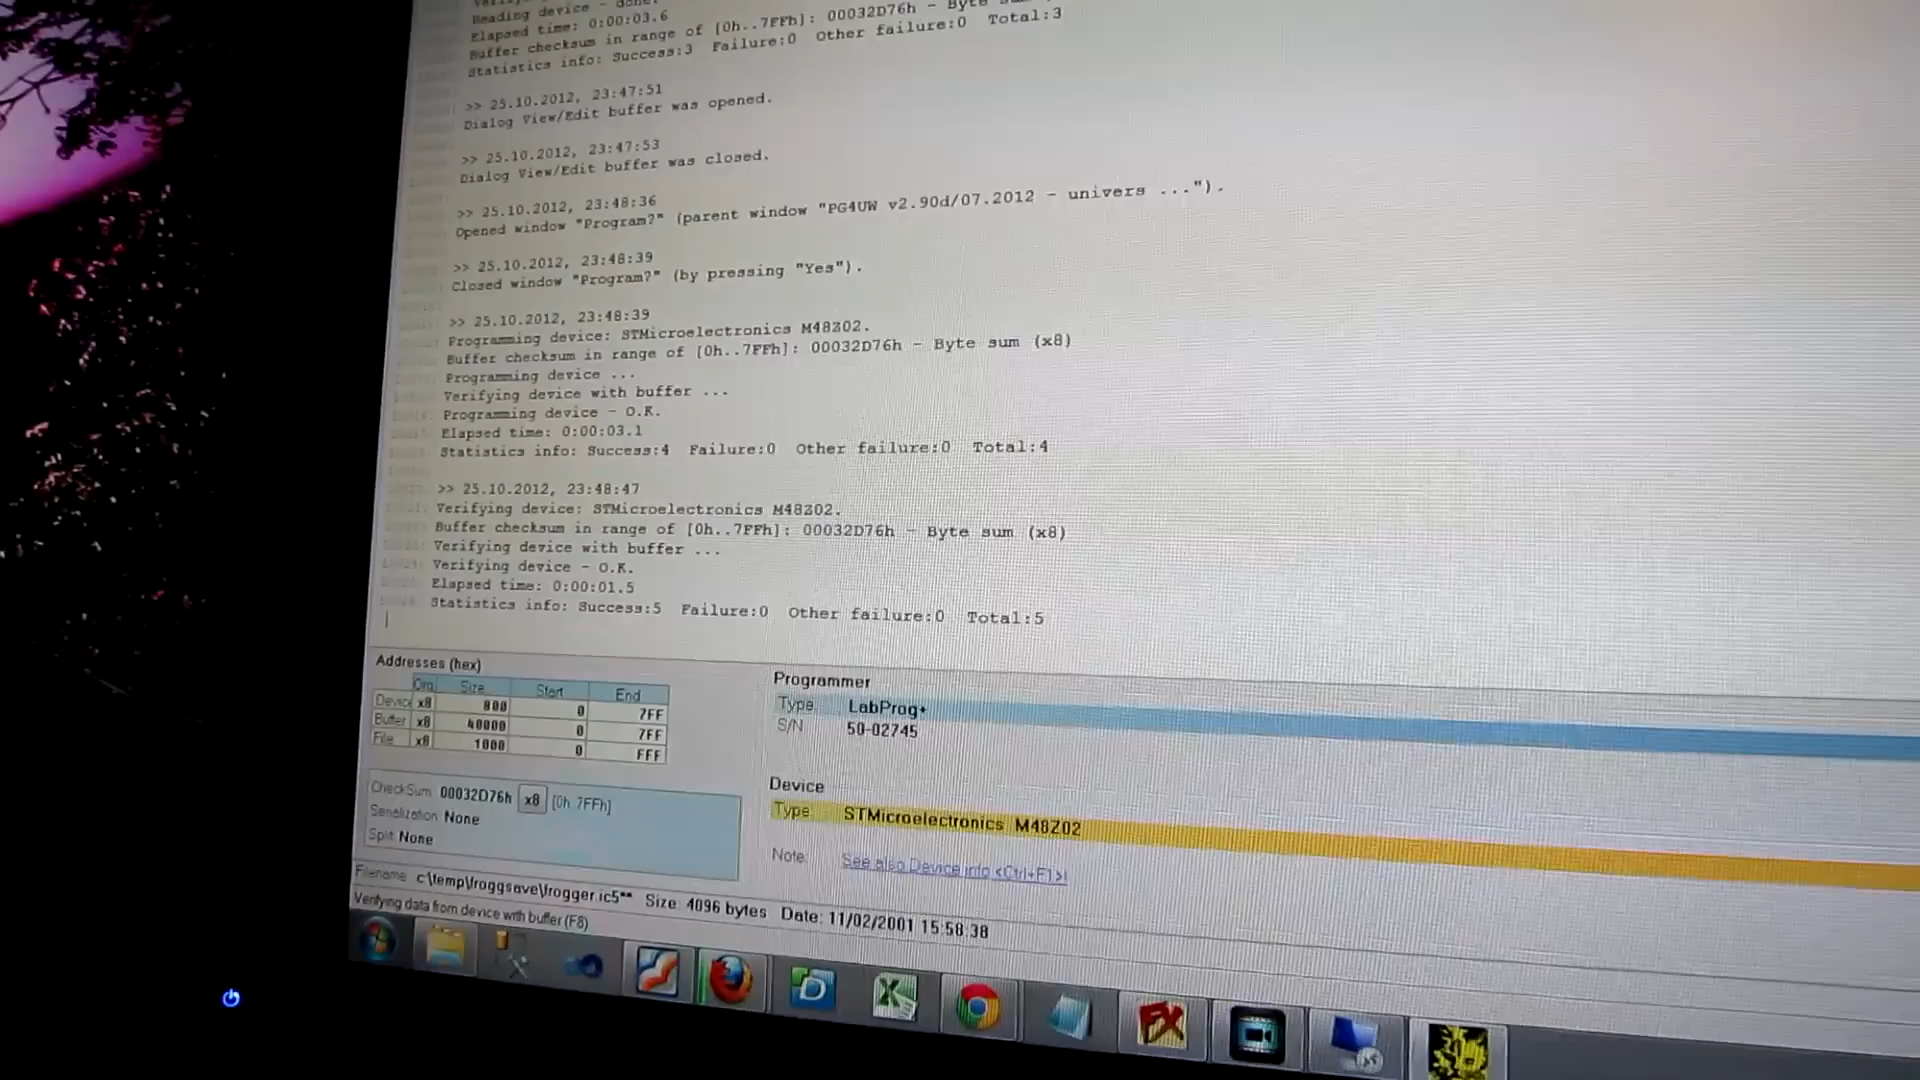 Reading device - done.
Elapsed time: 0:00:03.6
Buffer checksum in range of [0h..7FFh]: 00032D76h - Byte
Statistics info: Success:3 Failure:0 Other failure:0 Total:3
>> 25.10.2012, 23:47:51
Dialog View/Edit buffer was opened.
>> 25.10.2012, 23:47:53
Dialog View/Edit buffer was closed.
>> 25.10.2012, 23:48:36
Opened window "Program?" (parent window "PG4UW v2.90d/07.2012 - univers ...").
>> 25.10.2012, 23:48:39
Closed window "Program?" (by pressing "Yes").
>> 25.10.2012, 23:48:39
Programming device: STMicroelectronics M48Z02.
Buffer checksum in range of [0h..7FFh]: 00032D76h - Byte sum (x8)
Programming device ...
Verifying device with buffer ...
Programming device - O.K.
Elapsed time: 0:00:03.1
Statistics info: Success:4 Failure:0 Other failure:0 Total:4
>> 25.10.2012, 23:48:47
Verifying device: STMicroelectronics M48Z02.
Buffer checksum in range of [0h..7FFh]: 00032D76h - Byte sum (x8)
Verifying device with buffer ...
Verifying device - O.K.
Elapsed time: 0:00:01.5
Statistics info: Success:5 Failure:0 Other failure:0 Total:5
Addresses (hex)
Org Size Start End
Device x8 800 0 7FF
Buffer x8 40000 0 7FF
File x8 1000 0 FFF
CheckSum: 00032D76h x8 [0h 7FFh]
Serialization: None
Split: None
Programmer
Type: LabProg+
S/N 50-02745
Device
Type: STMicroelectronics M48Z02
Note: See also Device info <Ctrl+F1>!
Filename: c:\temp\froggsave\frogger.ic5** Size: 4096 bytes Date: 11/02/2001 15:58:38
Verifying data from device with buffer (F8)